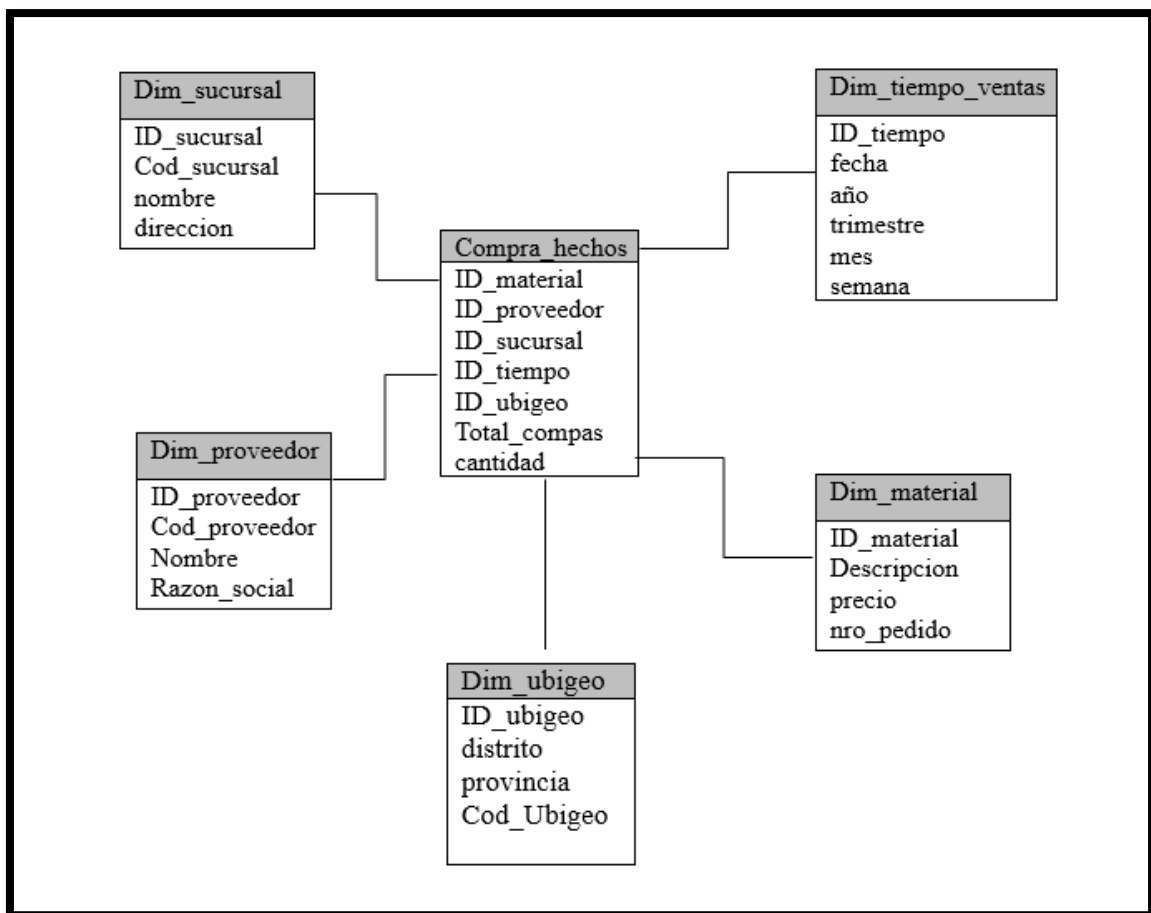 Dim_sucursal
ID_sucursal
Cod_sucursal
nombre
direccion
Dim_tiempo_ventas
ID_tiempo
fecha
año
trimestre
mes
semana
Compra_hechos
ID_material
ID_proveedor
ID_sucursal
ID_tiempo
ID_ubigeo
Total_compas
cantidad
Dim_proveedor
ID_proveedor
Cod_proveedor
Nombre
Razon_social
Dim_material
ID_material
Descripcion
precio
nro_pedido
Dim_ubigeo
ID_ubigeo
distrito
provincia
Cod_Ubigeo